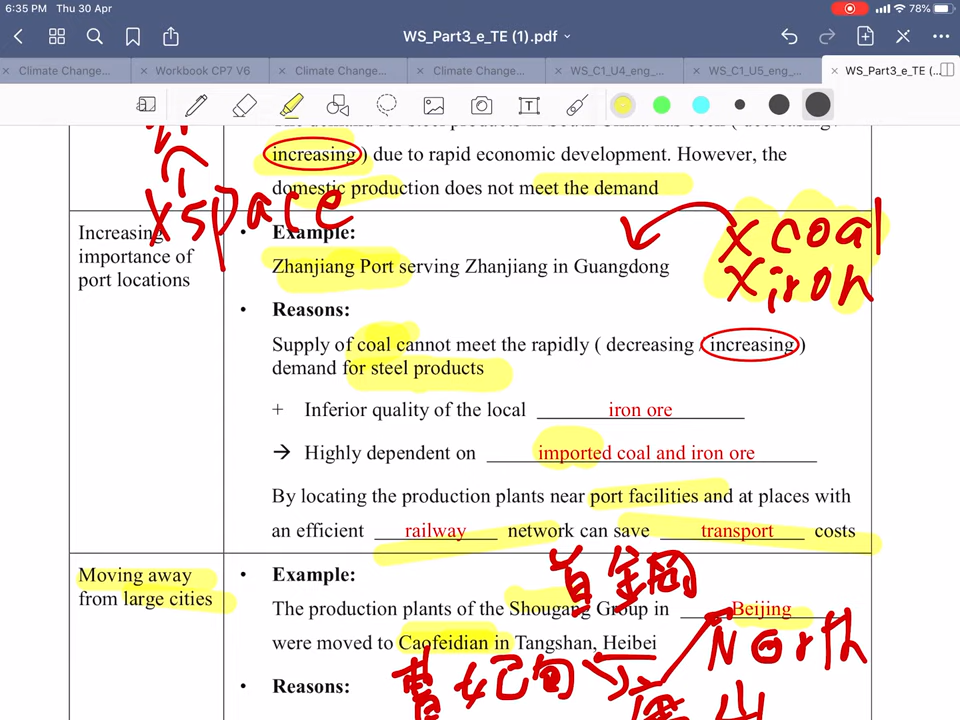 6:35 PM Thu 30 Apr
78%
WS_Part3_e_TE (1).pdf
Climate Change...
Workbook CP7 V6
Climate Change...
Climate Change...
WS_C1_U4_eng_...
WS_C1_U5_eng_...
WS_Part3_e_TE (...
increasing ) due to rapid economic development. However, the
domestic production does not meet the demand
x space
Increasing
importance of
port locations
• Example:
Zhanjiang Port serving Zhanjiang in Guangdong
x coal
x iron
• Reasons:
Supply of coal cannot meet the rapidly ( decreasing / increasing )
demand for steel products
+ Inferior quality of the local iron ore
→ Highly dependent on imported coal and iron ore
By locating the production plants near port facilities and at places with
an efficient railway network can save transport costs
Moving away
from large cities
• Example:
首金岡
The production plants of the Shougang Group in Beijing
were moved to Caofeidian in Tangshan, Heibei
North
曹妃甸
• Reasons: